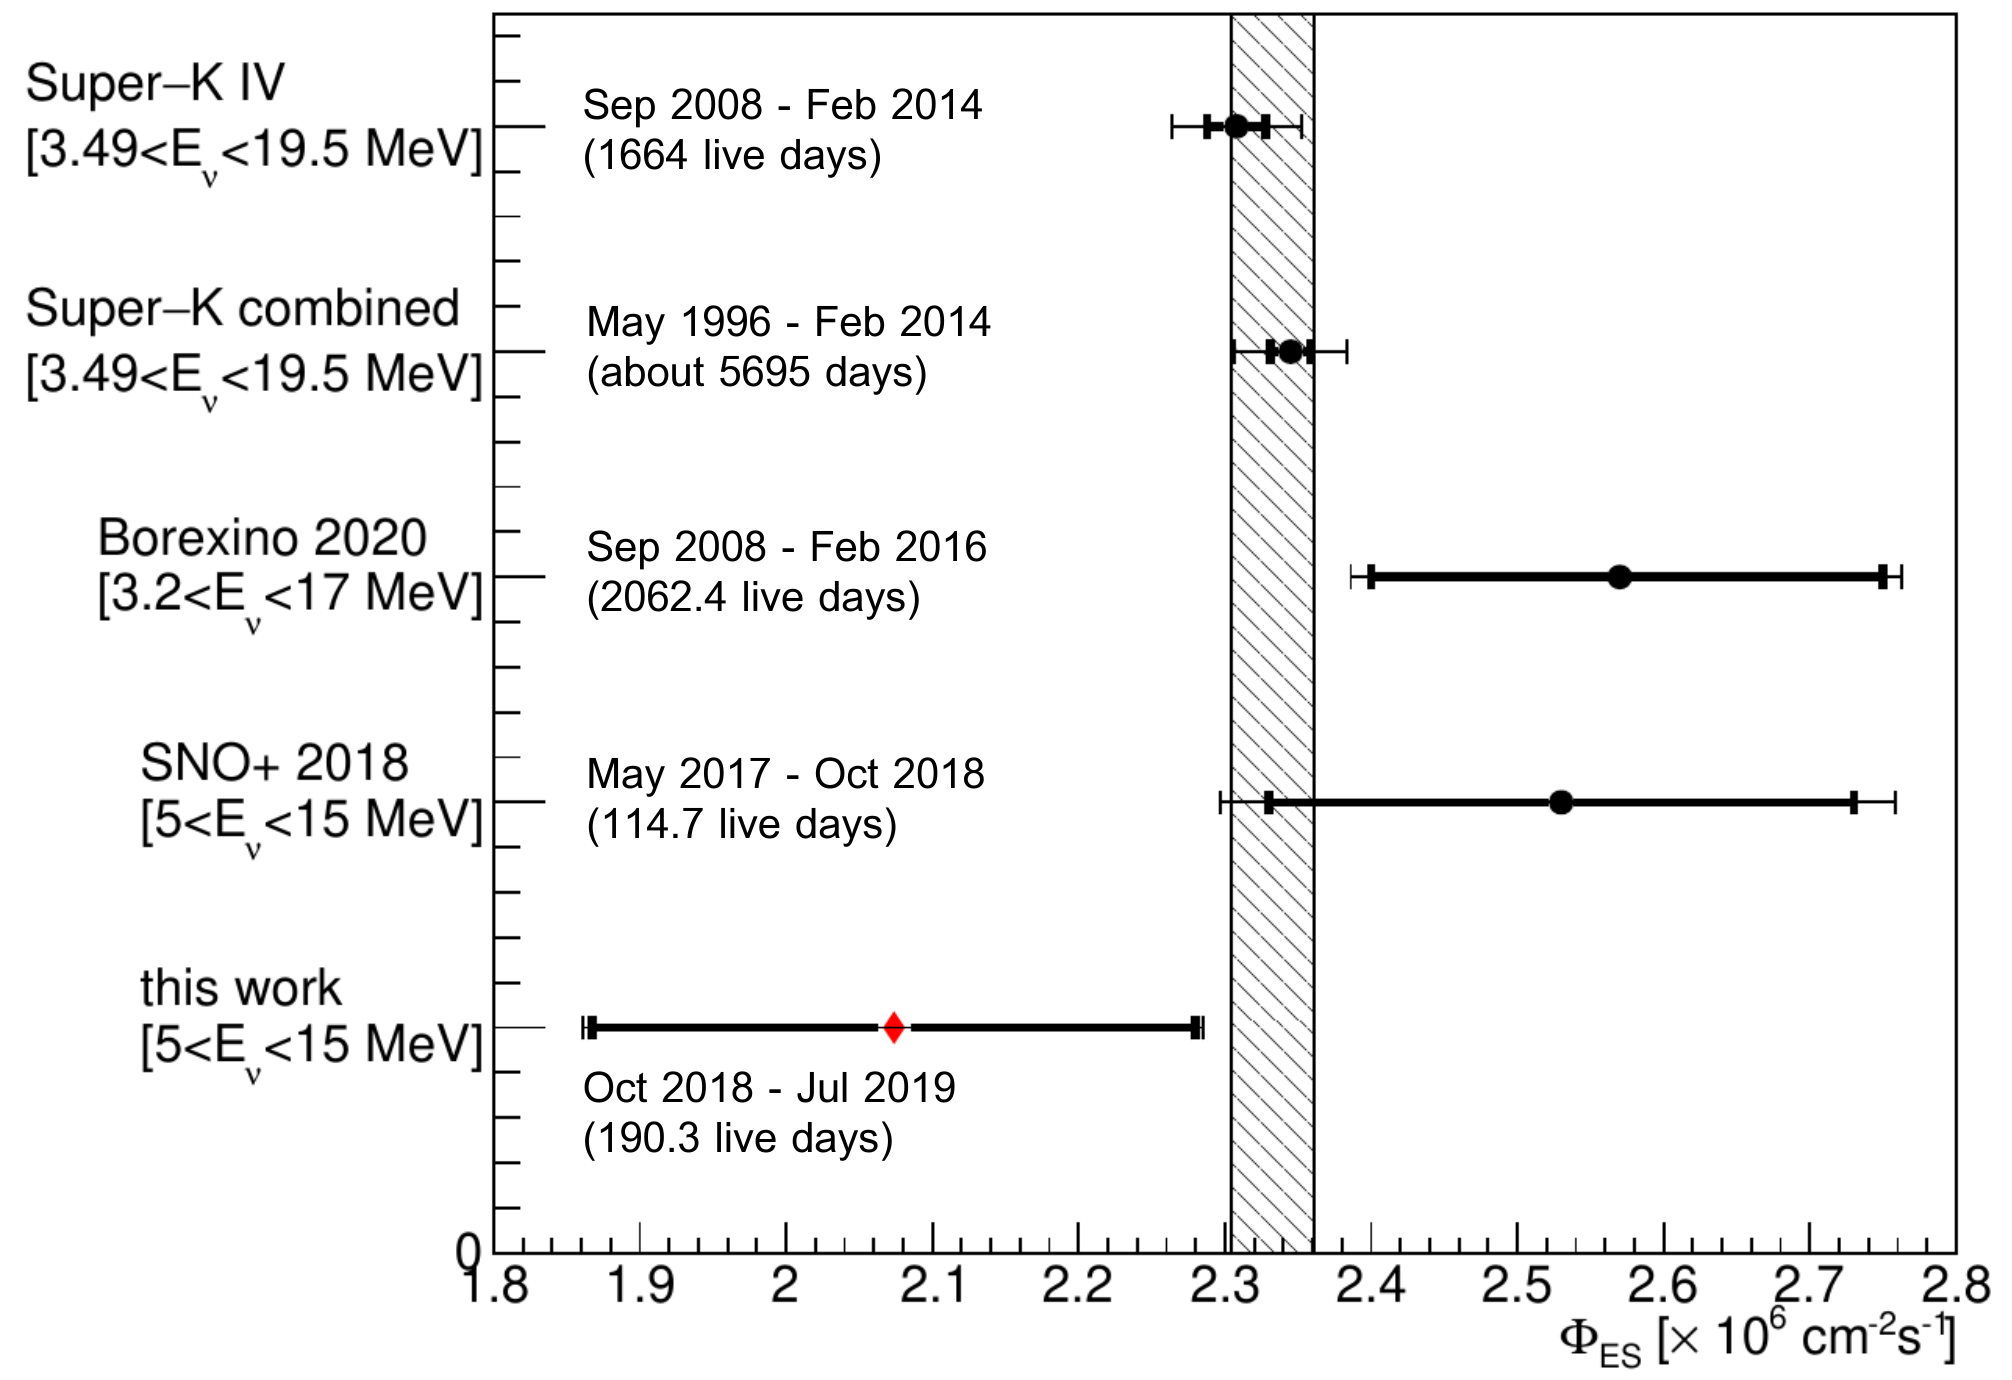 Super–K IV
[3.49<Eν<19.5 MeV]
Sep 2008 - Feb 2014
(1664 live days)
Super–K combined
[3.49<Eν<19.5 MeV]
May 1996 - Feb 2014
(about 5695 days)
Borexino 2020
[3.2<Eν<17 MeV]
Sep 2008 - Feb 2016
(2062.4 live days)
SNO+ 2018
[5<Eν<15 MeV]
May 2017 - Oct 2018
(114.7 live days)
this work
[5<Eν<15 MeV]
Oct 2018 - Jul 2019
(190.3 live days)
0
1.8 1.9 2 2.1 2.2 2.3 2.4 2.5 2.6 2.7 2.8
Φ_ES [× 10⁶ cm⁻²s⁻¹]